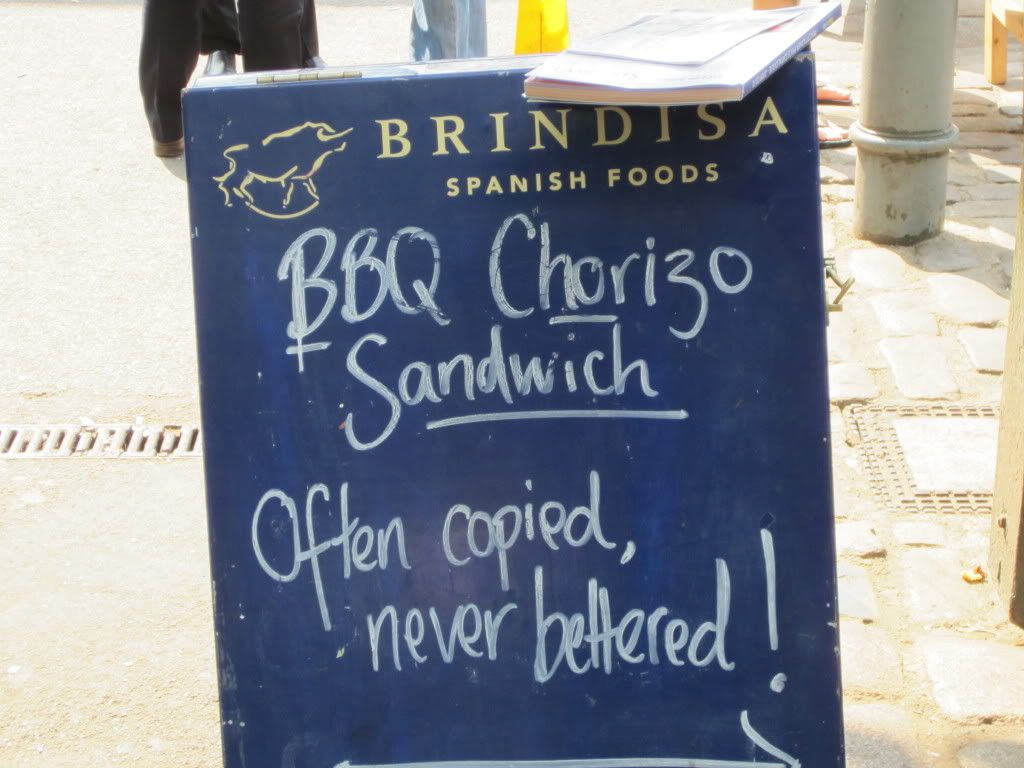 BRINDISA
SPANISH FOODS
BBQ Chorizo
Sandwich
Often copied,
never bettered!